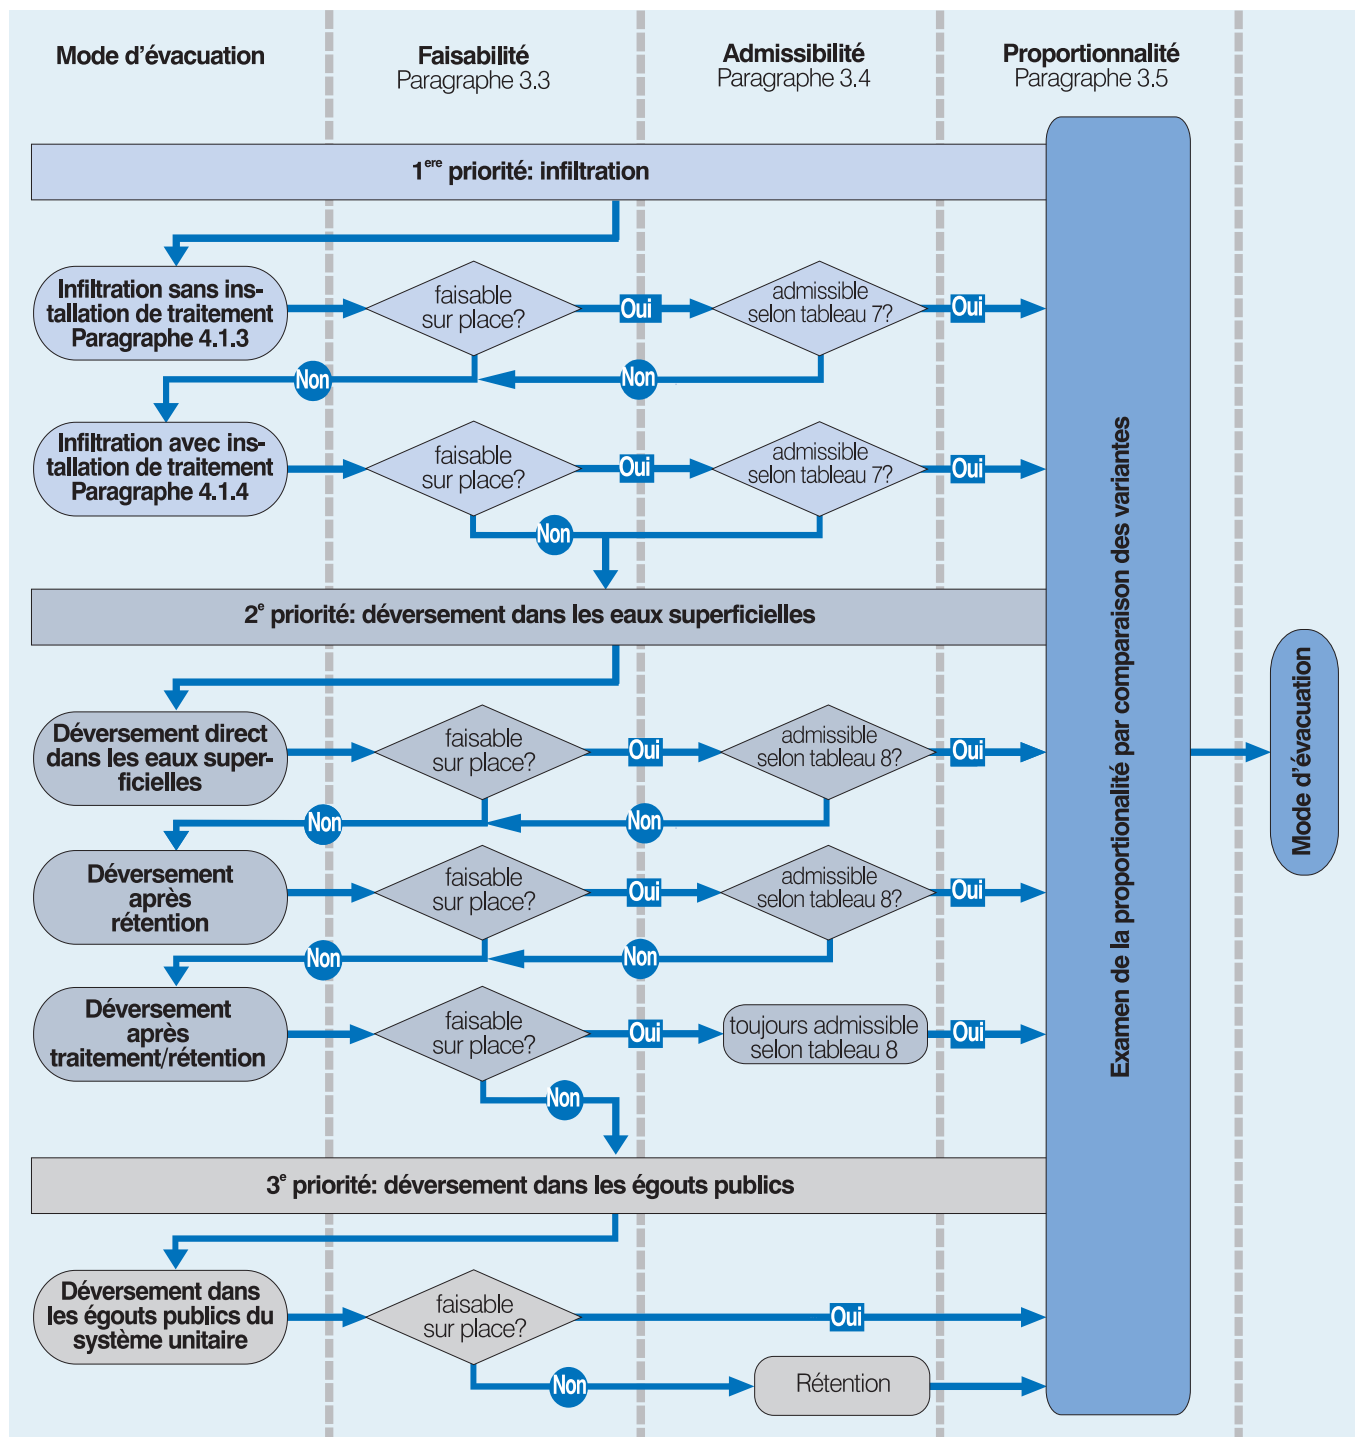 Mode d'évacuation
Faisabilité
Paragraphe 3.3
Admissibilité
Paragraphe 3.4
Proportionnalité
Paragraphe 3.5
1ere priorité: infiltration
Infiltration sans ins-
tallation de traitement
Paragraphe 4.1.3
faisable
sur place?
Oui
admissible
selon tableau 7?
Oui
Non
Non
Infiltration avec ins-
tallation de traitement
Paragraphe 4.1.4
faisable
sur place?
Oui
admissible
selon tableau 7?
Oui
Non
2e priorité: déversement dans les eaux superficielles
Déversement direct
dans les eaux super-
ficielles
faisable
sur place?
Oui
admissible
selon tableau 8?
Oui
Non
Non
Déversement
après
rétention
faisable
sur place?
Oui
admissible
selon tableau 8?
Oui
Non
Non
Déversement
après
traitement/rétention
faisable
sur place?
Oui
toujours admissible
selon tableau 8
Oui
Non
3e priorité: déversement dans les égouts publics
Déversement dans
les égouts publics du
système unitaire
faisable
sur place?
Oui
Non
Rétention
Examen de la proportionalité par comparaison des variantes
Mode d'évacuation